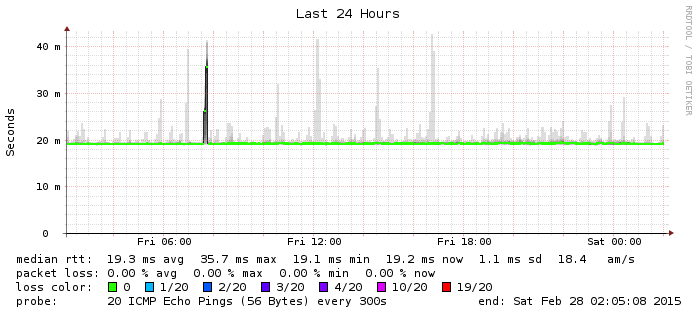 Last 24 Hours
RRDTOOL / TOBI OETIKER
Seconds
40 m
30 m
20 m
10 m
0
Fri 06:00 Fri 12:00 Fri 18:00 Sat 00:00
median rtt: 19.3 ms avg 35.7 ms max 19.1 ms min 19.2 ms now 1.1 ms sd 18.4 am/s
packet loss: 0.00 % avg 0.00 % max 0.00 % min 0.00 % now
loss color: 0 1/20 2/20 3/20 4/20 10/20 19/20
probe: 20 ICMP Echo Pings (56 Bytes) every 300s end: Sat Feb 28 02:05:08 2015